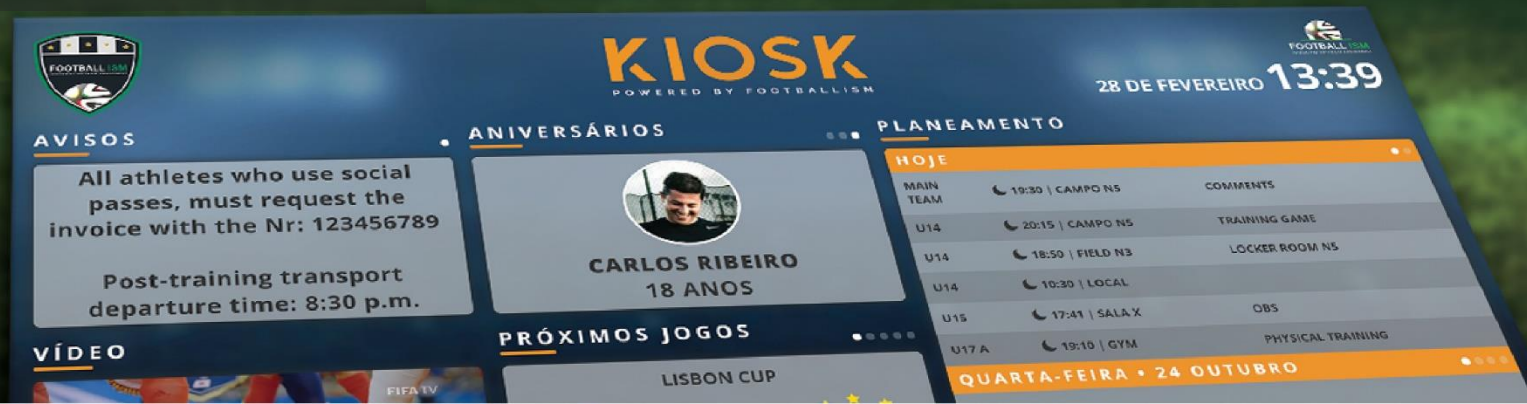 FOOTBALL ISM
KIOSK
POWERED BY FOOTBALLISM
FOOTBALL ISM
28 DE FEVEREIRO 13:39
AVISOS
All athletes who use social
passes, must request the
invoice with the Nr: 123456789
Post-training transport
departure time: 8:30 p.m.
VÍDEO
FIFA TV
ANIVERSÁRIOS
CARLOS RIBEIRO
18 ANOS
PRÓXIMOS JOGOS
LISBON CUP
PLANEAMENTO
HOJE
MAIN
TEAM
19:30 | CAMPO N5
COMMENTS
U14 20:15 | CAMPO N5 TRAINING GAME
U14 18:50 | FIELD N3 LOCKER ROOM N5
U14 10:30 | LOCAL
U15 17:41 | SALA X OBS
U17 A 19:10 | GYM PHYSICAL TRAINING
QUARTA-FEIRA • 24 OUTUBRO